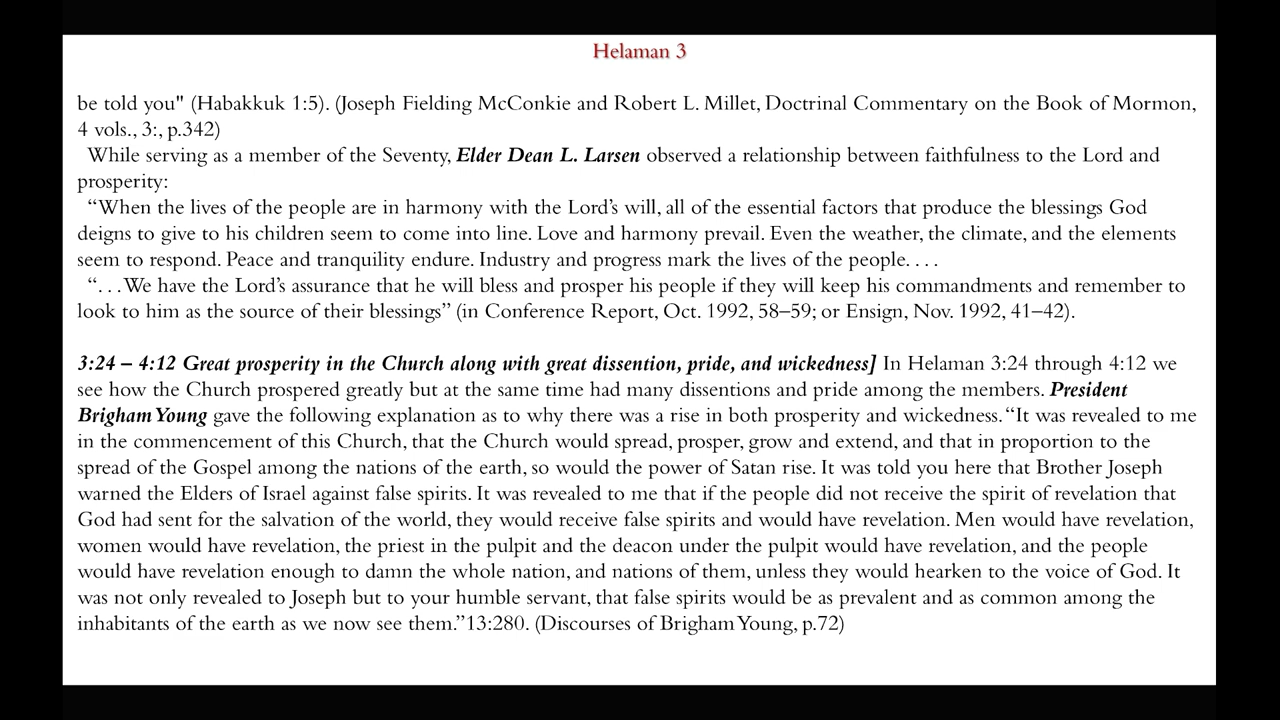 Helaman 3
be told you" (Habakkuk 1:5). (Joseph Fielding McConkie and Robert L. Millet, Doctrinal Commentary on the Book of Mormon,
4 vols., 3:, p.342)
While serving as a member of the Seventy, Elder Dean L. Larsen observed a relationship between faithfulness to the Lord and
prosperity:
“When the lives of the people are in harmony with the Lord’s will, all of the essential factors that produce the blessings God
deigns to give to his children seem to come into line. Love and harmony prevail. Even the weather, the climate, and the elements
seem to respond. Peace and tranquility endure. Industry and progress mark the lives of the people. . . .
“. . . We have the Lord’s assurance that he will bless and prosper his people if they will keep his commandments and remember to
look to him as the source of their blessings” (in Conference Report, Oct. 1992, 58–59; or Ensign, Nov. 1992, 41–42).
3:24 – 4:12 Great prosperity in the Church along with great dissention, pride, and wickedness] In Helaman 3:24 through 4:12 we
see how the Church prospered greatly but at the same time had many dissentions and pride among the members. President
Brigham Young gave the following explanation as to why there was a rise in both prosperity and wickedness. “It was revealed to me
in the commencement of this Church, that the Church would spread, prosper, grow and extend, and that in proportion to the
spread of the Gospel among the nations of the earth, so would the power of Satan rise. It was told you here that Brother Joseph
warned the Elders of Israel against false spirits. It was revealed to me that if the people did not receive the spirit of revelation that
God had sent for the salvation of the world, they would receive false spirits and would have revelation. Men would have revelation,
women would have revelation, the priest in the pulpit and the deacon under the pulpit would have revelation, and the people
would have revelation enough to damn the whole nation, and nations of them, unless they would hearken to the voice of God. It
was not only revealed to Joseph but to your humble servant, that false spirits would be as prevalent and as common among the
inhabitants of the earth as we now see them.”13:280. (Discourses of Brigham Young, p.72)